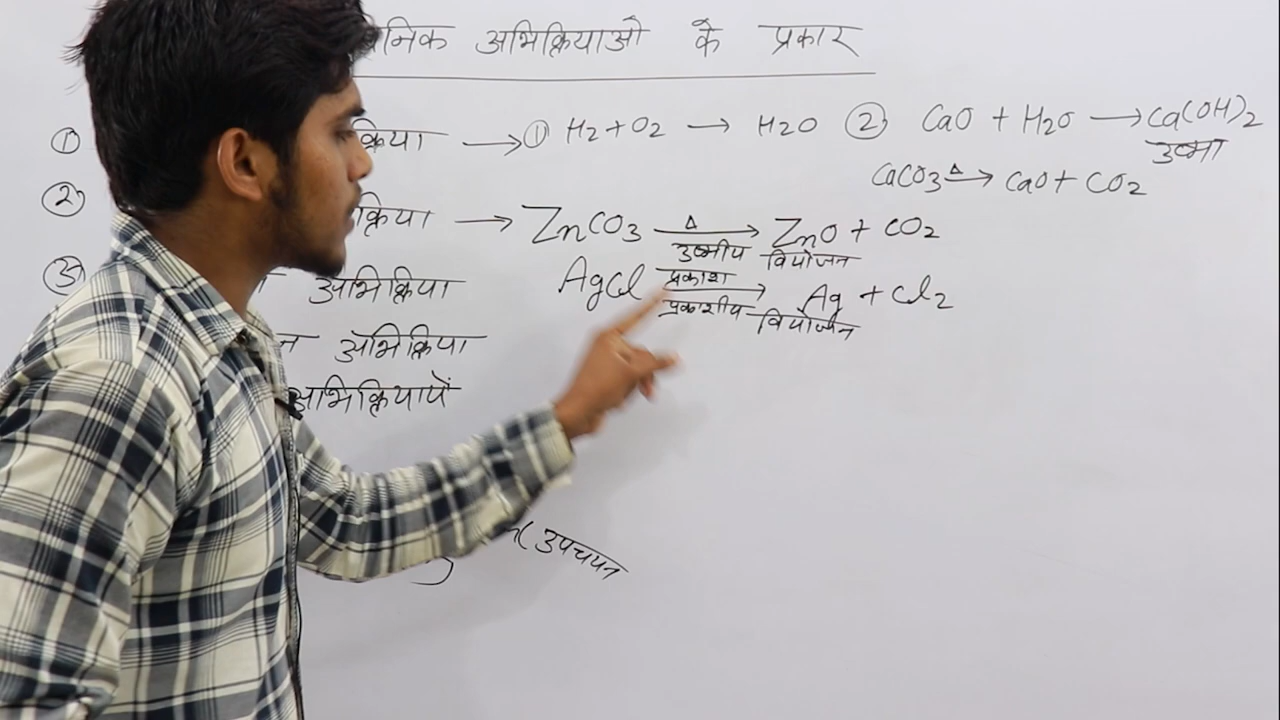 निक अभिक्रियाओ के प्रकार
① क्रिया → ① H2+O2 → H2O ② CaO + H2O → Ca(OH)2
उष्मा
CaCO3 Δ→ CaO+ CO2
② क्रिया → ZnCO3 Δ→ ZnO + CO2
उष्मीय वियोजन
③ अभिक्रिया AgCl प्रकाश→ Ag + Cl2
प्रकाशीय वियोजन
न अभिक्रिया
अभिक्रियायें
(उपचयन